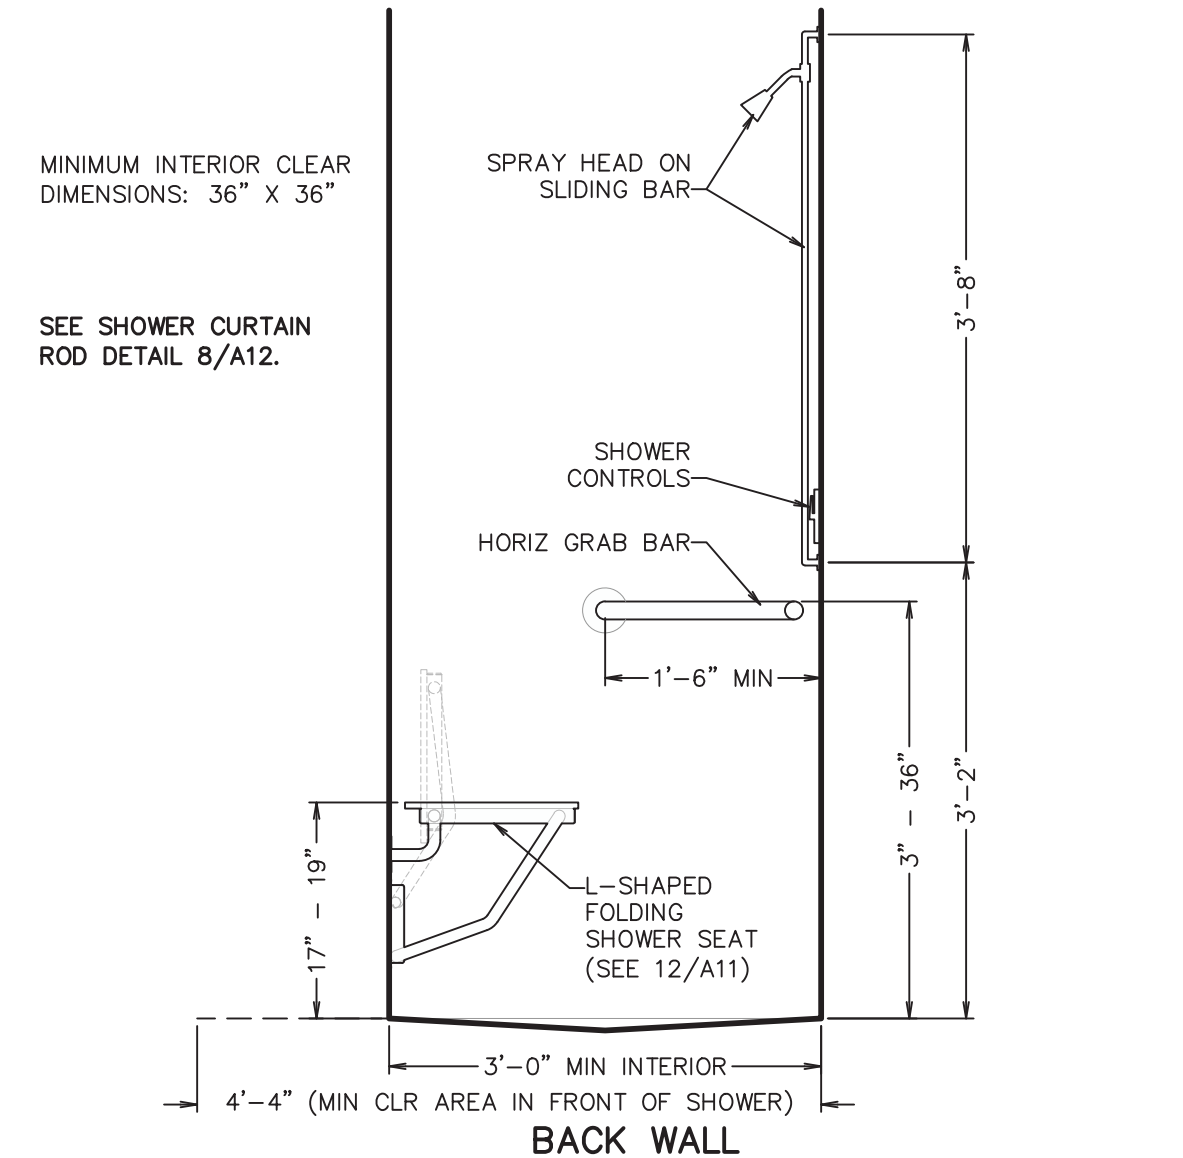 MINIMUM INTERIOR CLEAR
DIMENSIONS: 36" X 36"
SEE SHOWER CURTAIN
ROD DETAIL 8/A12.
SPRAY HEAD ON
SLIDING BAR
3'-8"
SHOWER
CONTROLS
HORIZ GRAB BAR
1'-6" MIN
3" - 36"
3'-2"
17" - 19"
L-SHAPED
FOLDING
SHOWER SEAT
(SEE 12/A11)
3'-0" MIN INTERIOR
4'-4" (MIN CLR AREA IN FRONT OF SHOWER)
BACK WALL